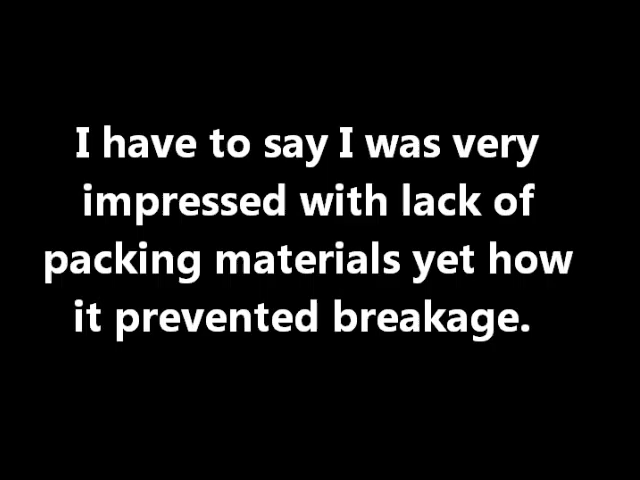 I have to say I was very
impressed with lack of
packing materials yet how
it prevented breakage.